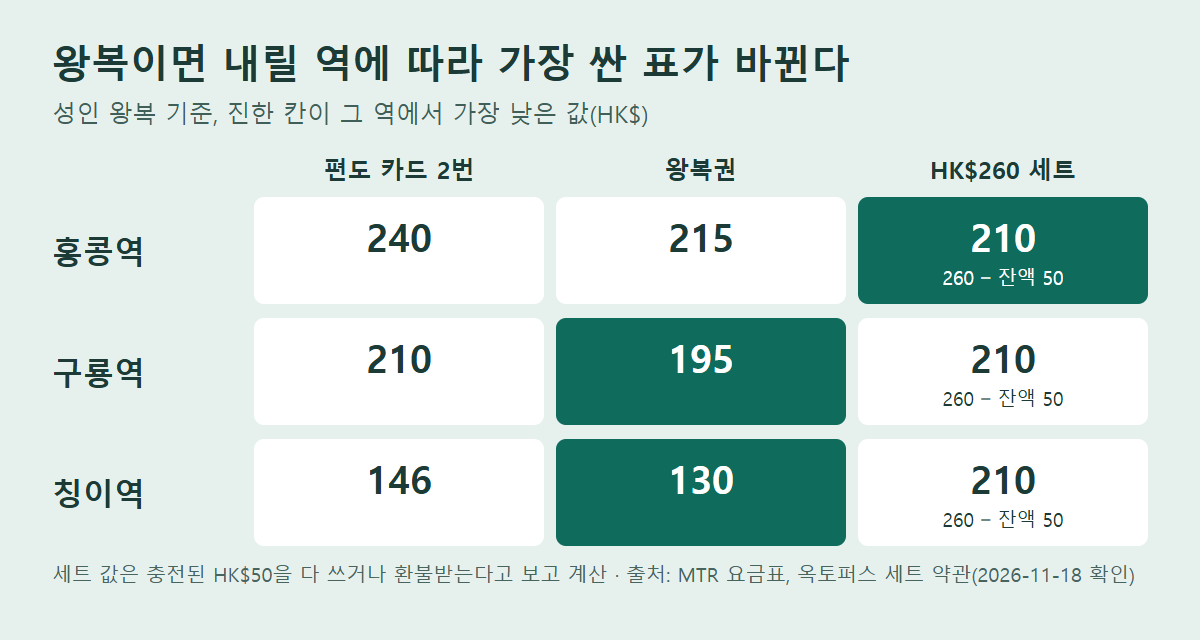 왕복이면 내릴 역에 따라 가장 싼 표가 바뀐다
성인 왕복 기준, 진한 칸이 그 역에서 가장 낮은 값(HK$)
편도 카드 2번 왕복권 HK$260 세트
홍콩역 240 215 210
260 − 잔액 50
구룡역 210 195 210
260 − 잔액 50
칭이역 146 130 210
260 − 잔액 50
세트 값은 충전된 HK$50을 다 쓰거나 환불받는다고 보고 계산 · 출처: MTR 요금표, 옥토퍼스 세트 약관(2026-11-18 확인)